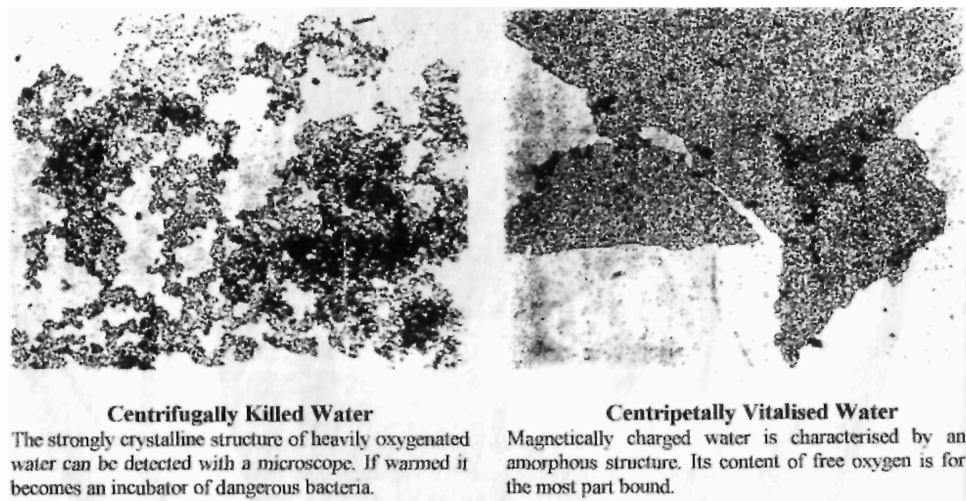 Centrifugally Killed Water
The strongly crystalline structure of heavily oxygenated
water can be detected with a microscope. If warmed it
becomes an incubator of dangerous bacteria.
Centripetally Vitalised Water
Magnetically charged water is characterised by an
amorphous structure. Its content of free oxygen is for
the most part bound.